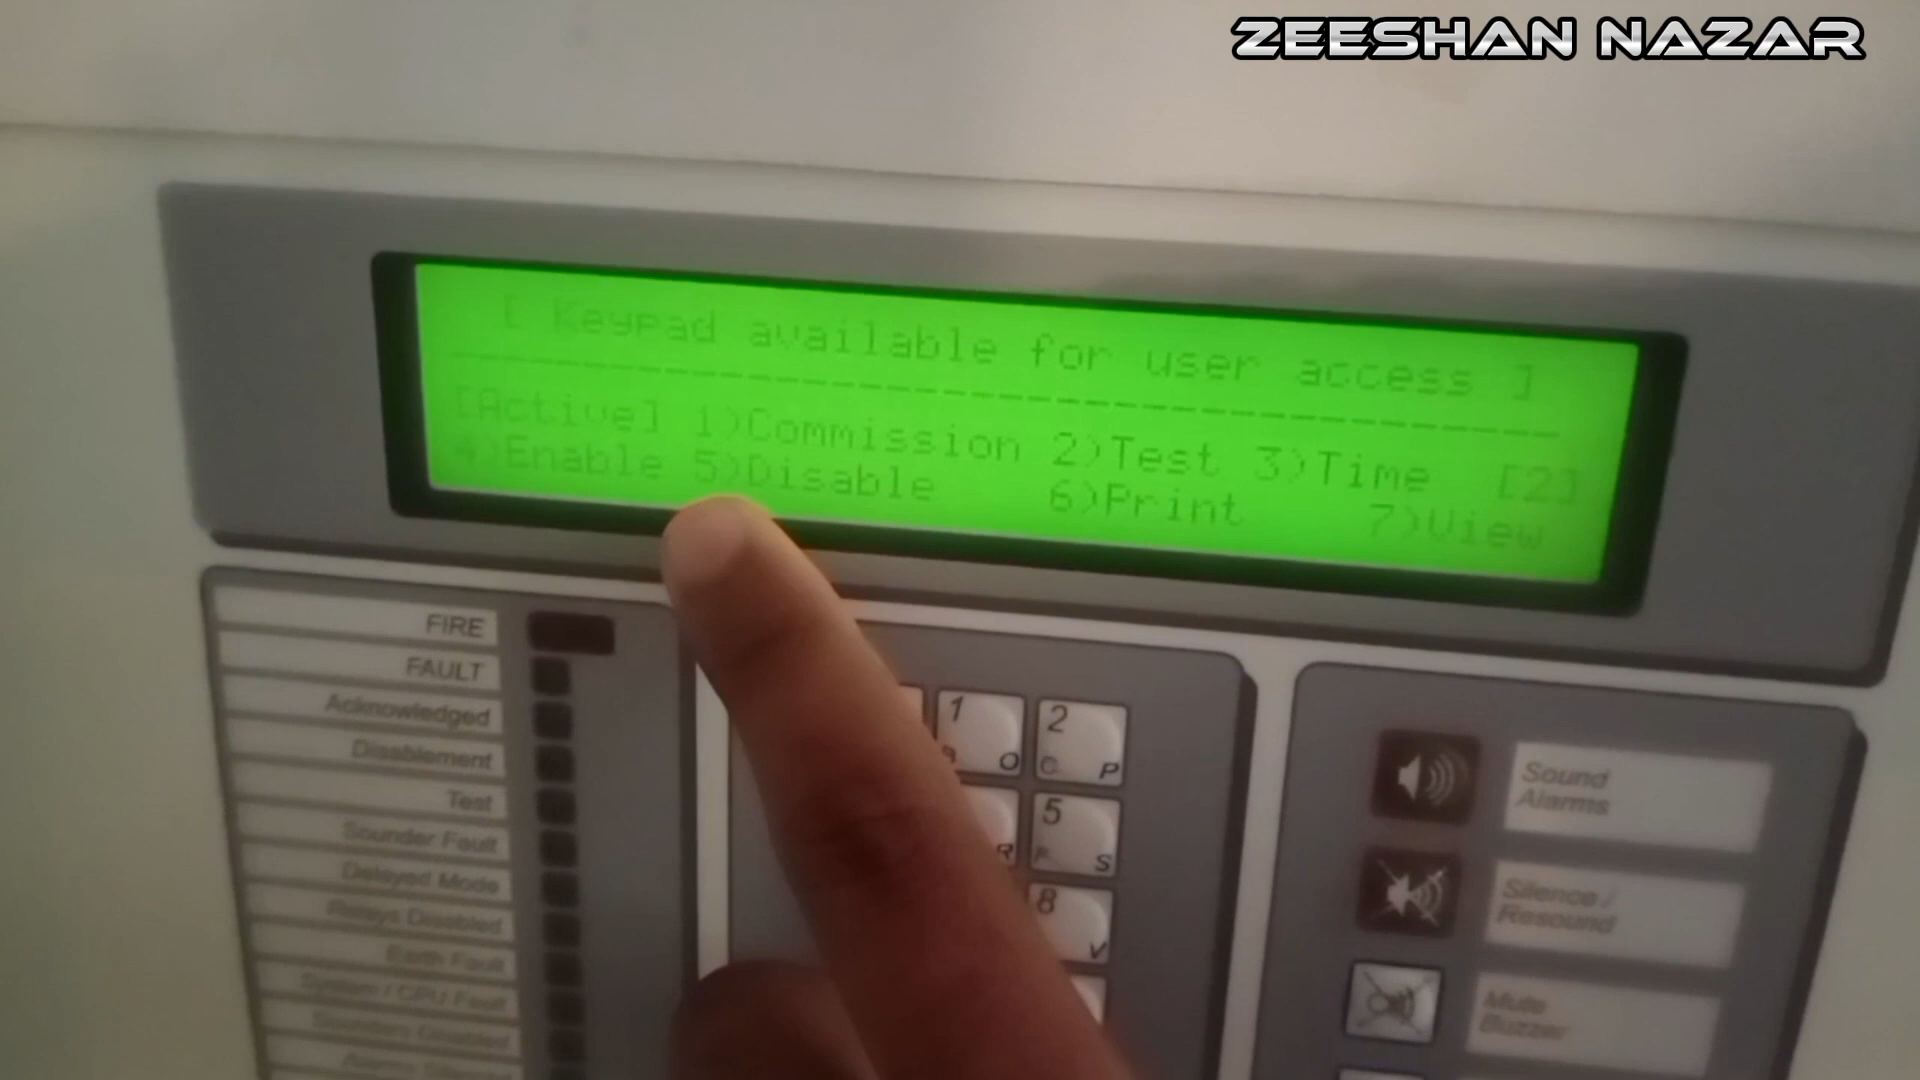 ZEESHAN NAZAR
[ Keypad available for user access ]
--------------------------------------
[Active] 1)Commission 2)Test 3)Time [2]
4)Enable 5)Disable 6)Print 7)View
FIRE
FAULT
Acknowledged
Disablement
Test
Sounder Fault
Delayed Mode
Relays Disabled
Earth Fault
System / CPU Fault
Sounders Disabled
1
O
2
C P
R
5
F S
8
V
Sound
Alarms
Silence /
Resound
Mute
Buzzer